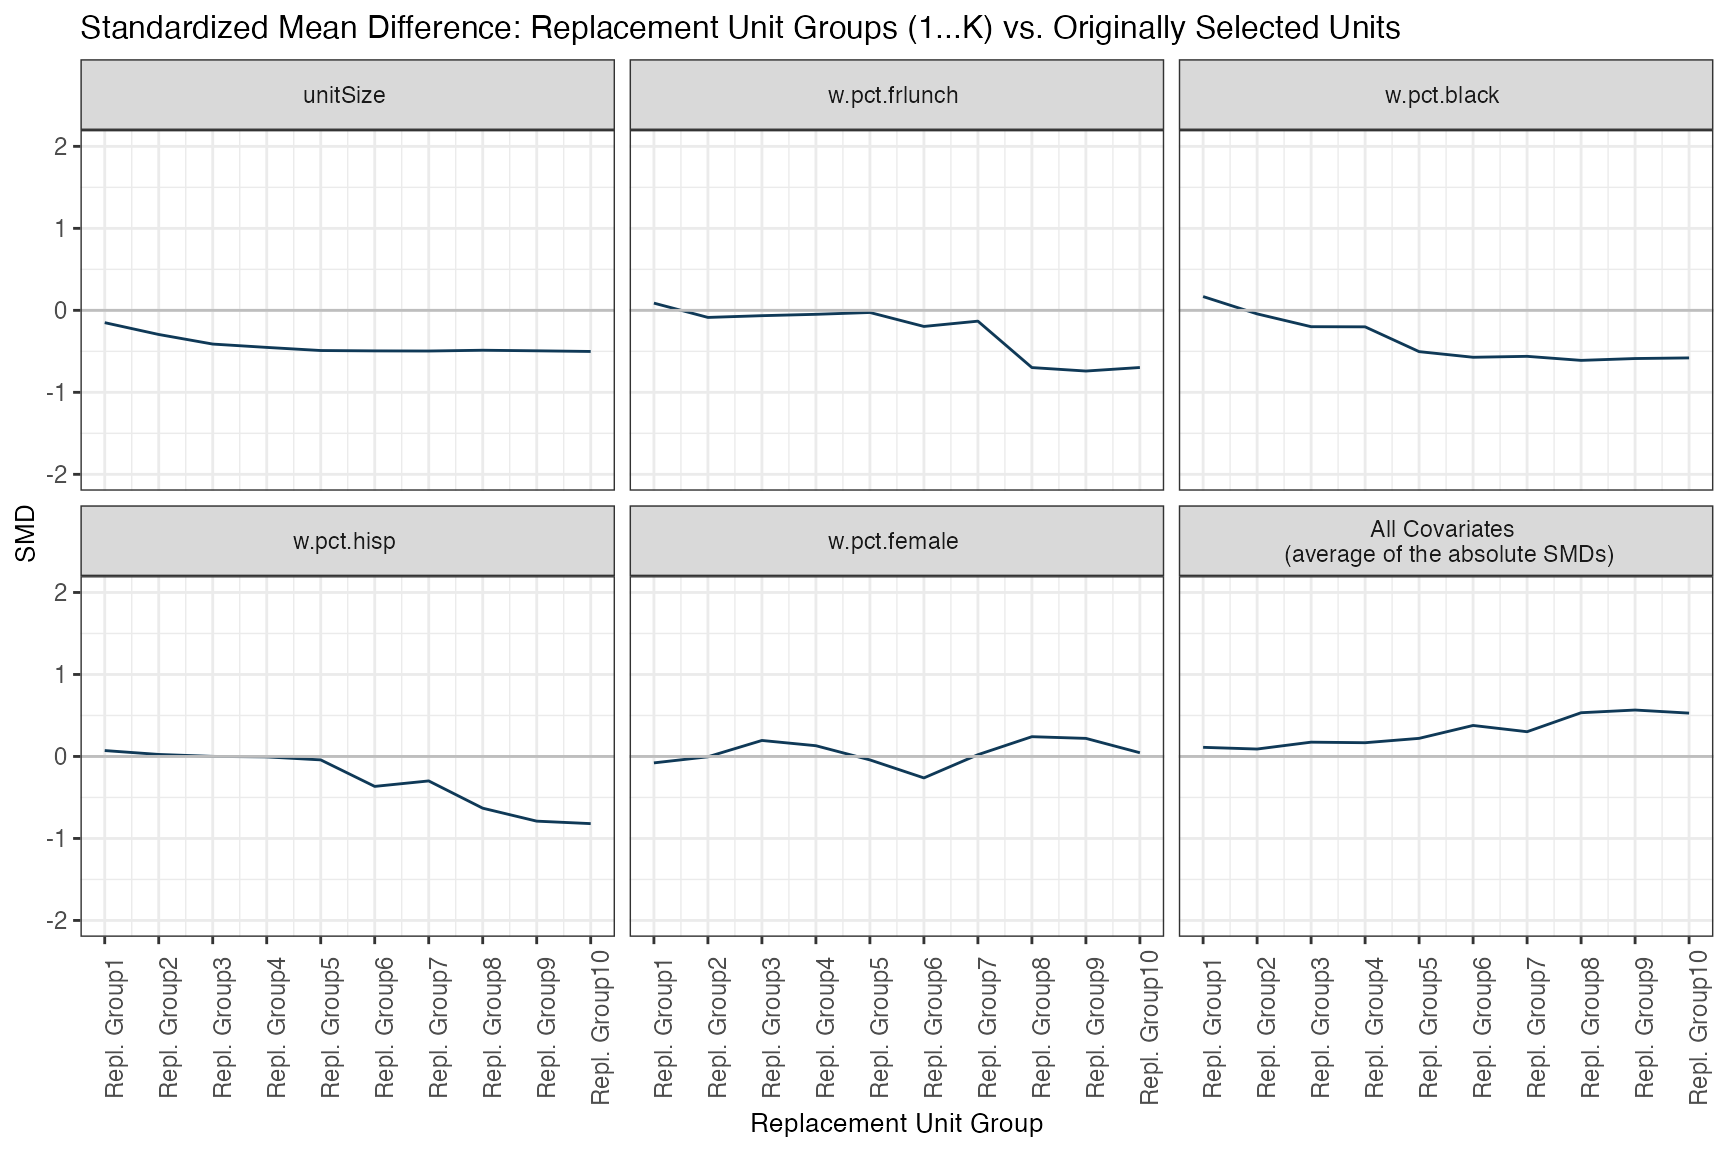 Standardized Mean Difference: Replacement Unit Groups (1...K) vs. Originally Selected Units
unitSize
w.pct.frlunch
w.pct.black
2
1
0
-1
-2
w.pct.hisp
w.pct.female
All Covariates
(average of the absolute SMDs)
2
1
0
-1
-2
SMD
Repl. Group1
Repl. Group2
Repl. Group3
Repl. Group4
Repl. Group5
Repl. Group6
Repl. Group7
Repl. Group8
Repl. Group9
Repl. Group10
Repl. Group1
Repl. Group2
Repl. Group3
Repl. Group4
Repl. Group5
Repl. Group6
Repl. Group7
Repl. Group8
Repl. Group9
Repl. Group10
Repl. Group1
Repl. Group2
Repl. Group3
Repl. Group4
Repl. Group5
Repl. Group6
Repl. Group7
Repl. Group8
Repl. Group9
Repl. Group10
Replacement Unit Group